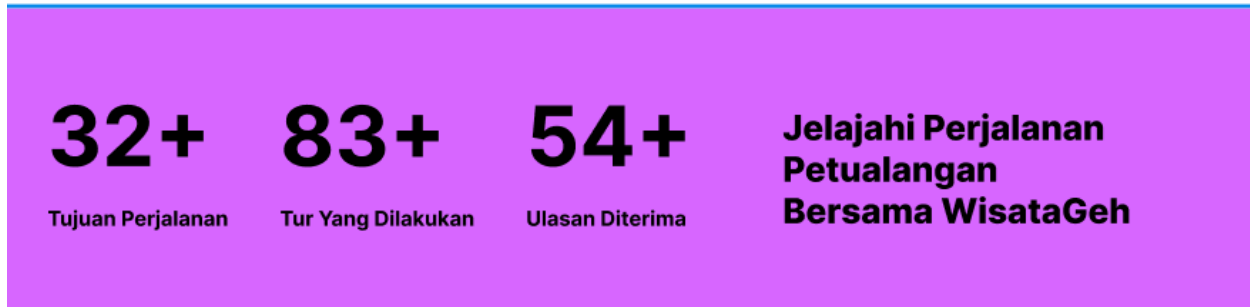 32+
Tujuan Perjalanan
83+
Tur Yang Dilakukan
54+
Ulasan Diterima
Jelajahi Perjalanan
Petualangan
Bersama WisataGeh